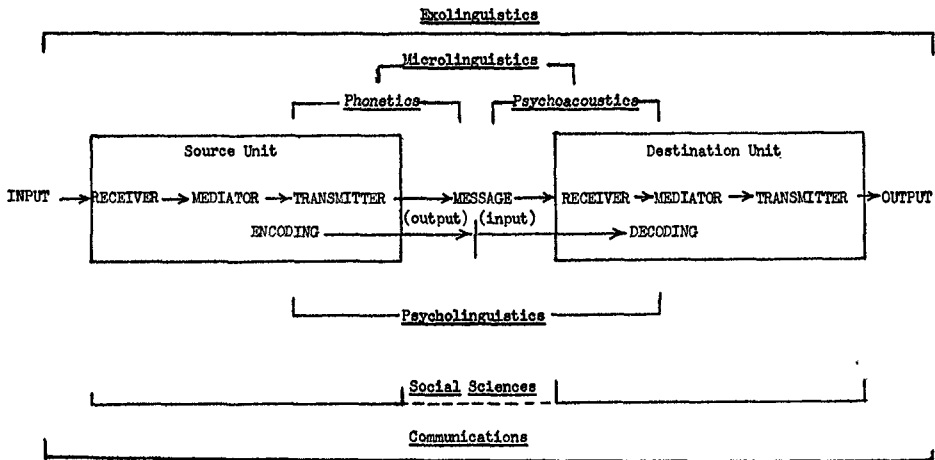 Exolinguistics
Microlinguistics
Phonetics Psychoacoustics
Source Unit Destination Unit
INPUT RECEIVER MEDIATOR TRANSMITTER MESSAGE RECEIVER MEDIATOR TRANSMITTER OUTPUT
(output) (input)
ENCODING DECODING
Psycholinguistics
Social Sciences
Communications